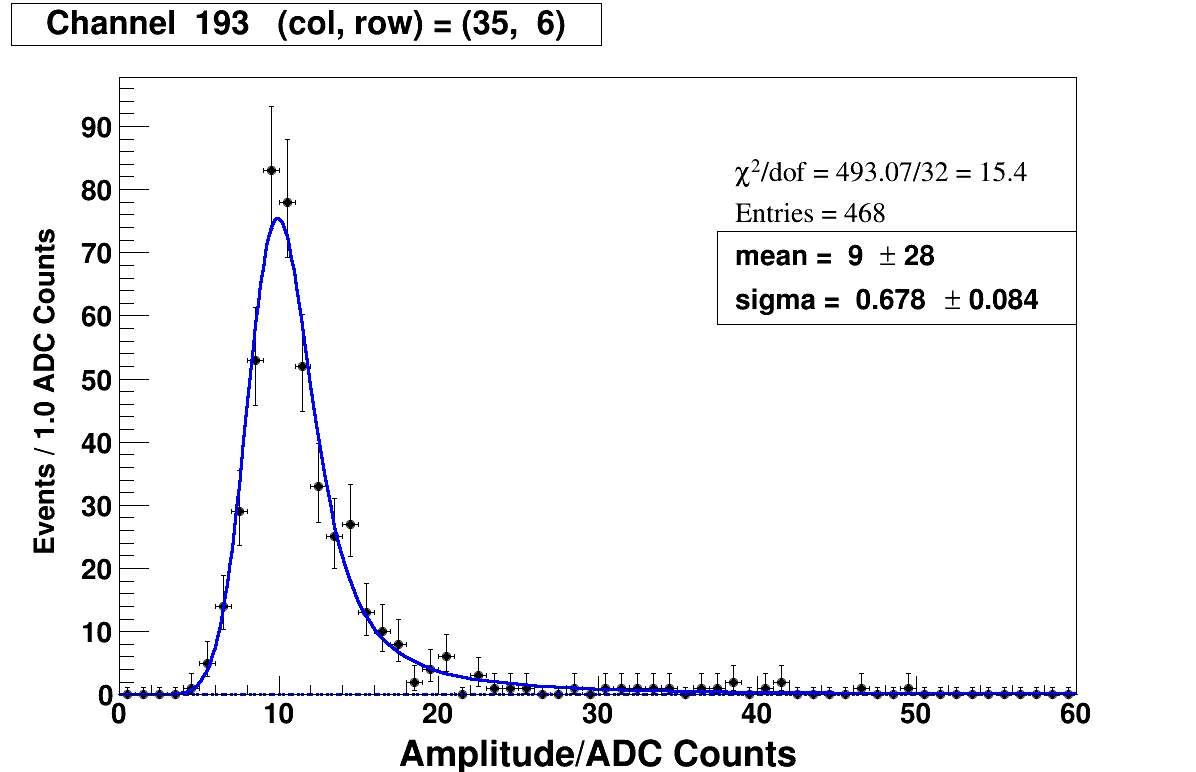 Channel 193 (col, row) = (35, 6)
χ²/dof = 493.07/32 = 15.4
Entries = 468
mean = 9 ± 28
sigma = 0.678 ± 0.084
Events / 1.0 ADC Counts
90
80
70
60
50
40
30
20
10
0
0 10 20 30 40 50 60
Amplitude/ADC Counts